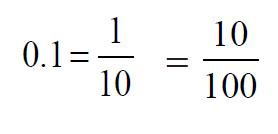 0.1 = 1/10 = 10/100